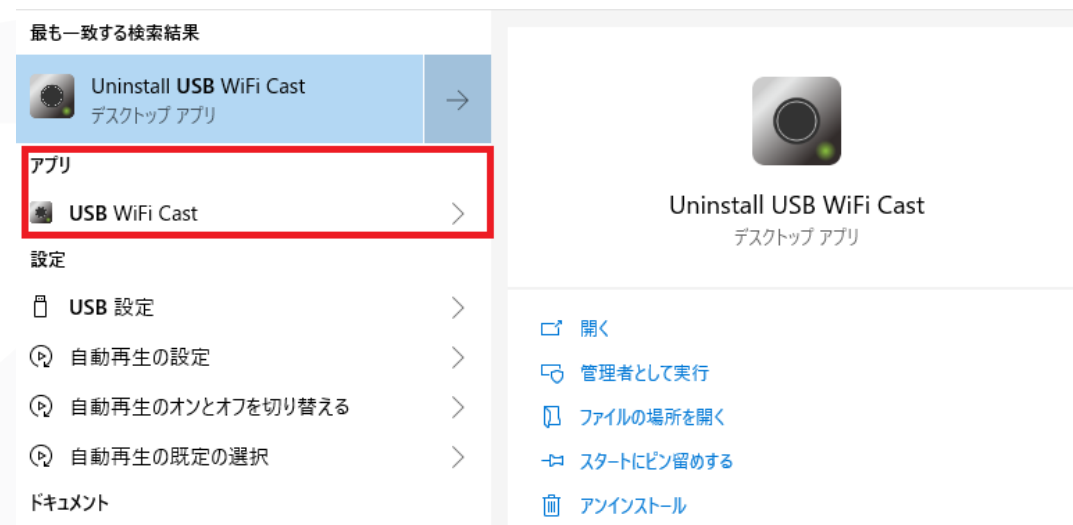 最も一致する検索結果
Uninstall USB WiFi Cast
デスクトップ アプリ
アプリ
USB WiFi Cast
設定
USB 設定
自動再生の設定
自動再生のオンとオフを切り替える
自動再生の既定の選択
ドキュメント
Uninstall USB WiFi Cast
デスクトップ アプリ
開く
管理者として実行
ファイルの場所を開く
スタートにピン留めする
アンインストール